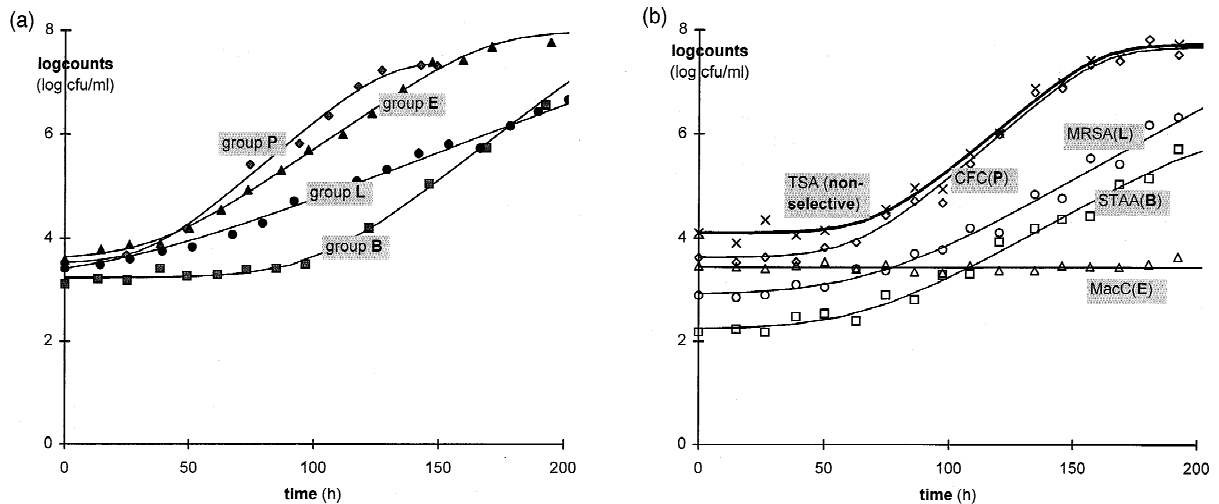 (a)
8
logcounts
(log cfu/ml)
6
4
2
0
group P
group E
group L
group B
0
50
100
150
200
time (h)
(b)
8
logcounts
(log cfu/ml)
6
4
2
0
TSA (non-
selective)
CFC(P)
MRSA(L)
STAA(B)
MacC(E)
0
50
100
150
200
time (h)